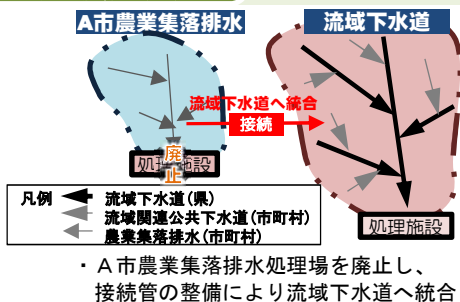 A市農業集落排水
流域下水道
流域下水道へ統合
接続
処理施設
廃止
処理施設
凡例
流域下水道(県)
流域関連公共下水道(市町村)
農業集落排水(市町村)
・A市農業集落排水処理場を廃止し、
接続管の整備により流域下水道へ統合